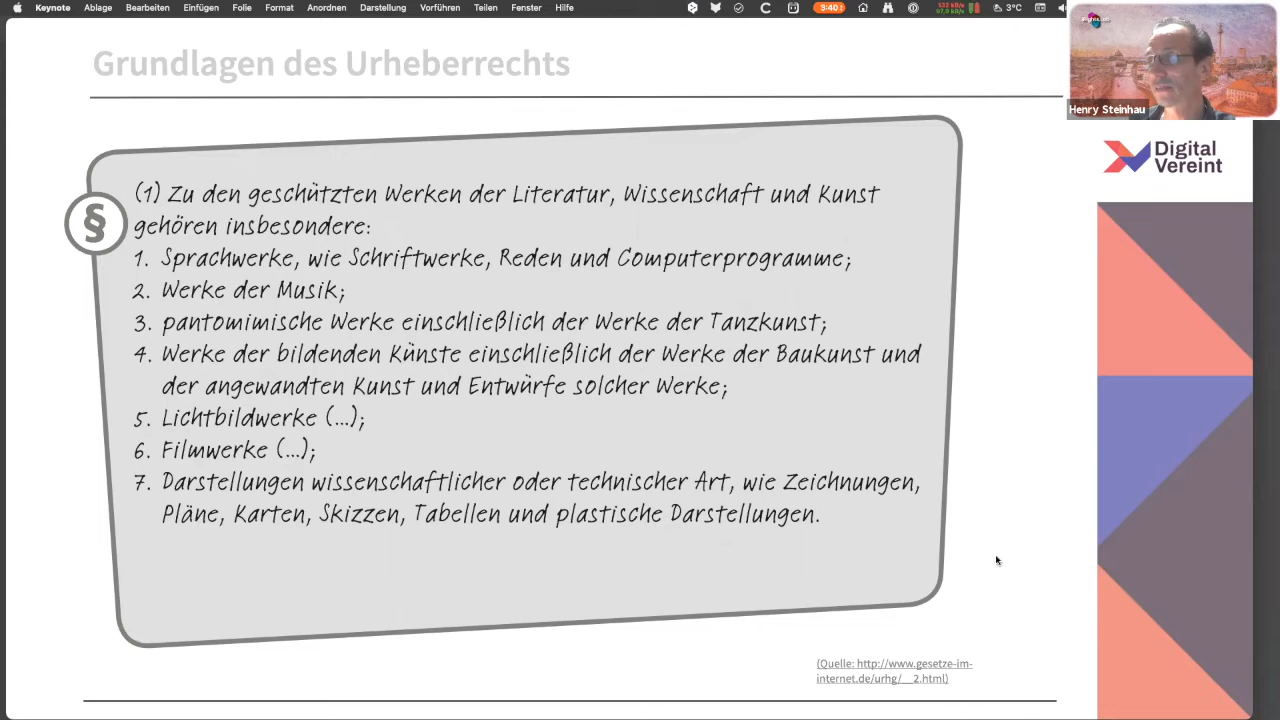 Keynote Ablage Bearbeiten Einfügen Folie Format Anordnen Darstellung Vorführen Teilen Fenster Hilfe 3:40 3°C
Henry Steinhau
Grundlagen des Urheberrechts
Digital
Vereint
§
(1) Zu den geschützten Werken der Literatur, Wissenschaft und Kunst
gehören insbesondere:
1. Sprachwerke, wie Schriftwerke, Reden und Computerprogramme;
2. Werke der Musik;
3. pantomimische Werke einschließlich der Werke der Tanzkunst;
4. Werke der bildenden Künste einschließlich der Werke der Baukunst und
der angewandten Kunst und Entwürfe solcher Werke;
5. Lichtbildwerke (...);
6. Filmwerke (...);
7. Darstellungen wissenschaftlicher oder technischer Art, wie Zeichnungen,
Pläne, Karten, Skizzen, Tabellen und plastische Darstellungen.
(Quelle: http://www.gesetze-im-
internet.de/urhg/__2.html)